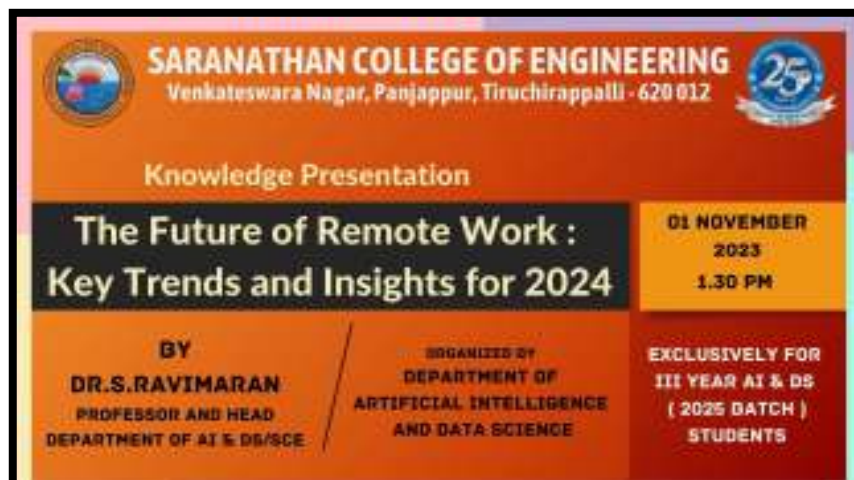 SARANATHAN COLLEGE OF ENGINEERING
Venkateswara Nagar, Panjappur, Tiruchirappalli - 620 012
25
Knowledge Presentation
The Future of Remote Work :
Key Trends and Insights for 2024
01 NOVEMBER
2023
1.30 PM
BY
DR.S.RAVIMARAN
PROFESSOR AND HEAD
DEPARTMENT OF AI & DS/SCE
ORGANIZED BY
DEPARTMENT OF
ARTIFICIAL INTELLIGENCE
AND DATA SCIENCE
EXCLUSIVELY FOR
III YEAR AI & DS
( 2025 BATCH )
STUDENTS